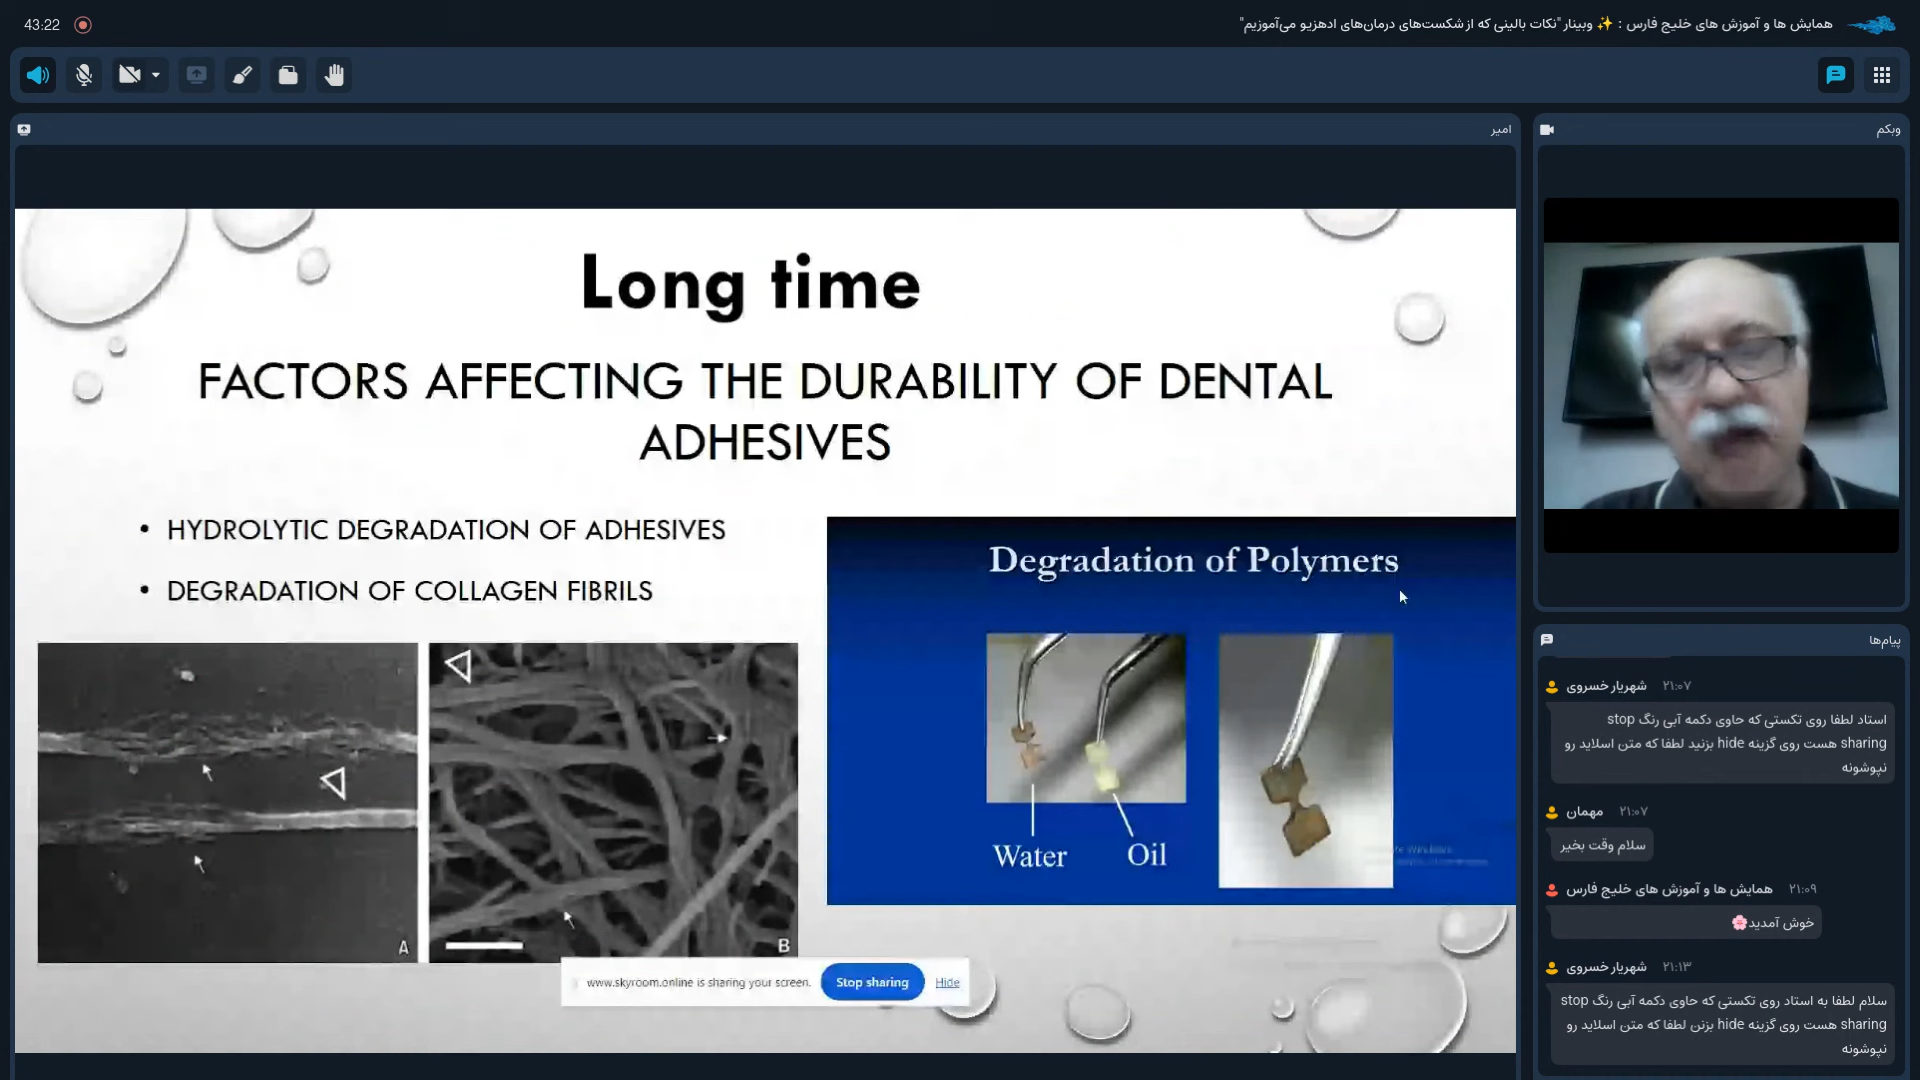 43:22
همایش ها و آموزش های خلیج فارس : ✨ وبینار "نکات بالینی که از شکست‌های درمان‌های ادهزیو می‌آموزیم"
امیر
Long time
FACTORS AFFECTING THE DURABILITY OF DENTAL
ADHESIVES
• HYDROLYTIC DEGRADATION OF ADHESIVES
• DEGRADATION OF COLLAGEN FIBRILS
A
B
Degradation of Polymers
Water
Oil
www.skyroom.online is sharing your screen.
Stop sharing
Hide
وبکم
پیام‌ها
شهریار خسروی ۲۱:۰۷
استاد لطفا روی تکستی که حاوی دکمه آبی رنگ stop
sharing هست روی گزینه hide بزنید لطفا که متن اسلاید رو
نپوشونه
مهمان ۲۱:۰۷
سلام وقت بخیر
همایش ها و آموزش های خلیج فارس ۲۱:۰۹
خوش آمدید🌸
شهریار خسروی ۲۱:۱۳
سلام لطفا به استاد روی تکستی که حاوی دکمه آبی رنگ stop
sharing هست روی گزینه hide بزنن لطفا که متن اسلاید رو
نپوشونه